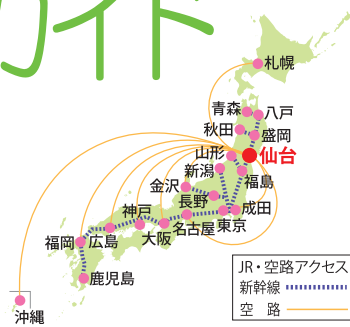 ガイド
札幌
青森
八戸
秋田
盛岡
山形
仙台
新潟
福島
金沢
長野
成田
神戸
東京
名古屋
大阪
福岡
広島
鹿児島
沖縄
JR・空路アクセス
新幹線
空 路